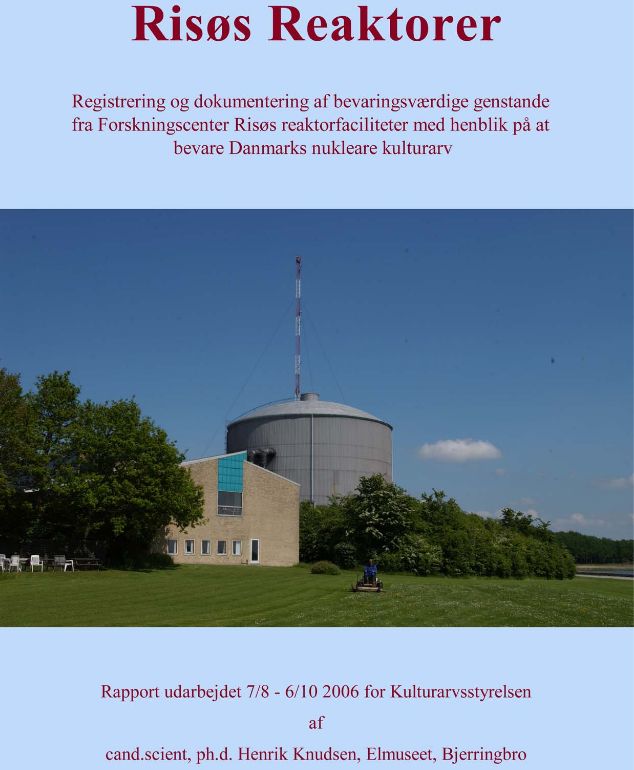 Risøs Reaktorer
Registrering og dokumentering af bevaringsværdige genstande
fra Forskningscenter Risøs reaktorfaciliteter med henblik på at
bevare Danmarks nukleare kulturarv
Rapport udarbejdet 7/8 - 6/10 2006 for Kulturarvsstyrelsen
af
cand.scient, ph.d. Henrik Knudsen, Elmuseet, Bjerringbro